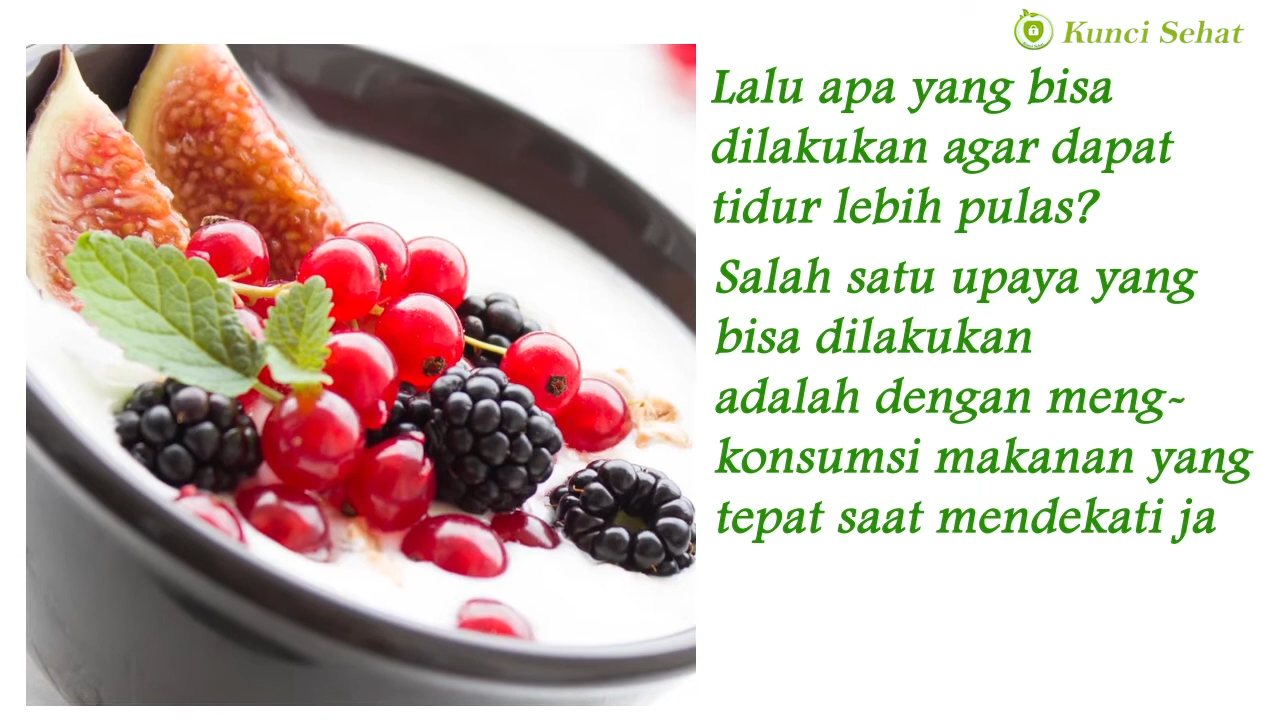 Kunci Sehat
Lalu apa yang bisa
dilakukan agar dapat
tidur lebih pulas?
Salah satu upaya yang
bisa dilakukan
adalah dengan meng-
konsumsi makanan yang
tepat saat mendekati ja